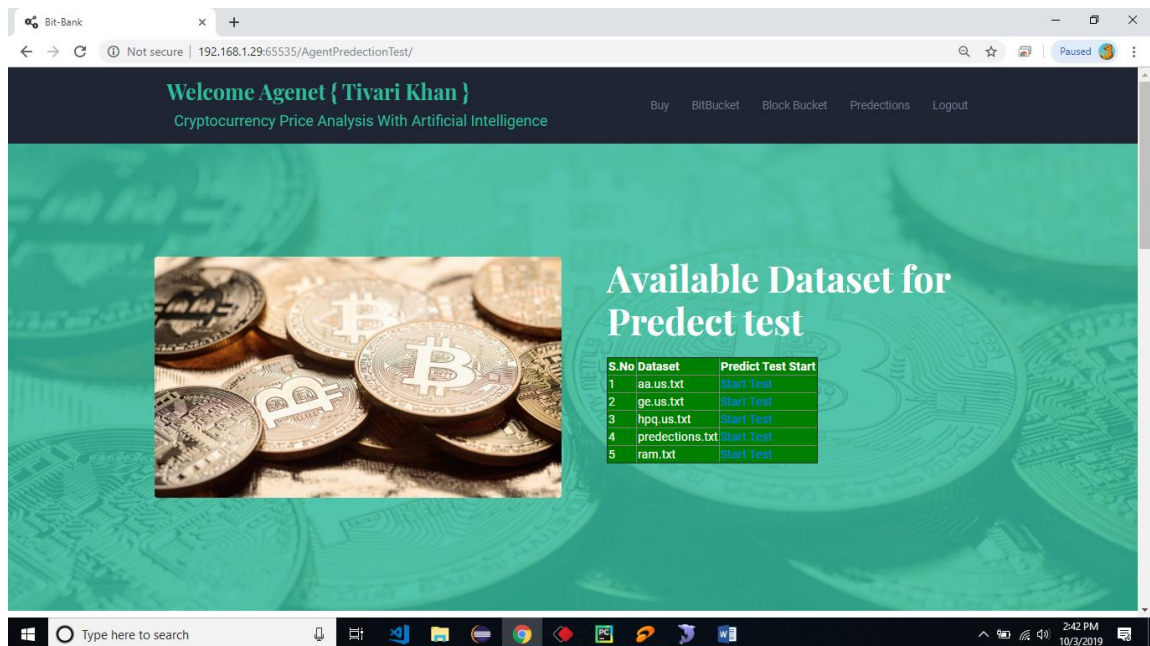 Bit-Bank
Not secure | 192.168.1.29:65535/AgentPredectionTest/
Paused
Welcome Agenet { Tivari Khan }
Cryptocurrency Price Analysis With Artificial Intelligence
Buy BitBucket Block Bucket Predections Logout
Available Dataset for
Predect test
S.No Dataset Predict Test Start
1 aa.us.txt Start Test
2 ge.us.txt Start Test
3 hpq.us.txt Start Test
4 predections.txt Start Test
5 ram.txt Start Test
Type here to search
2:42 PM
10/3/2019